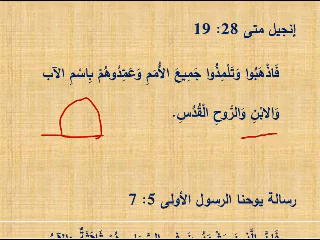 إنجيل متى 28: 19
فَاذْهَبُوا وَتَلْمِذُوا جَمِيعَ الأُمَمِ وَعَمِّدُوهُمْ بِاسْمِ الآب
وَالابْنِ وَالرَّوحِ الْقُدُسِ.
رسالة يوحنا الرسول الأولى 5: 7